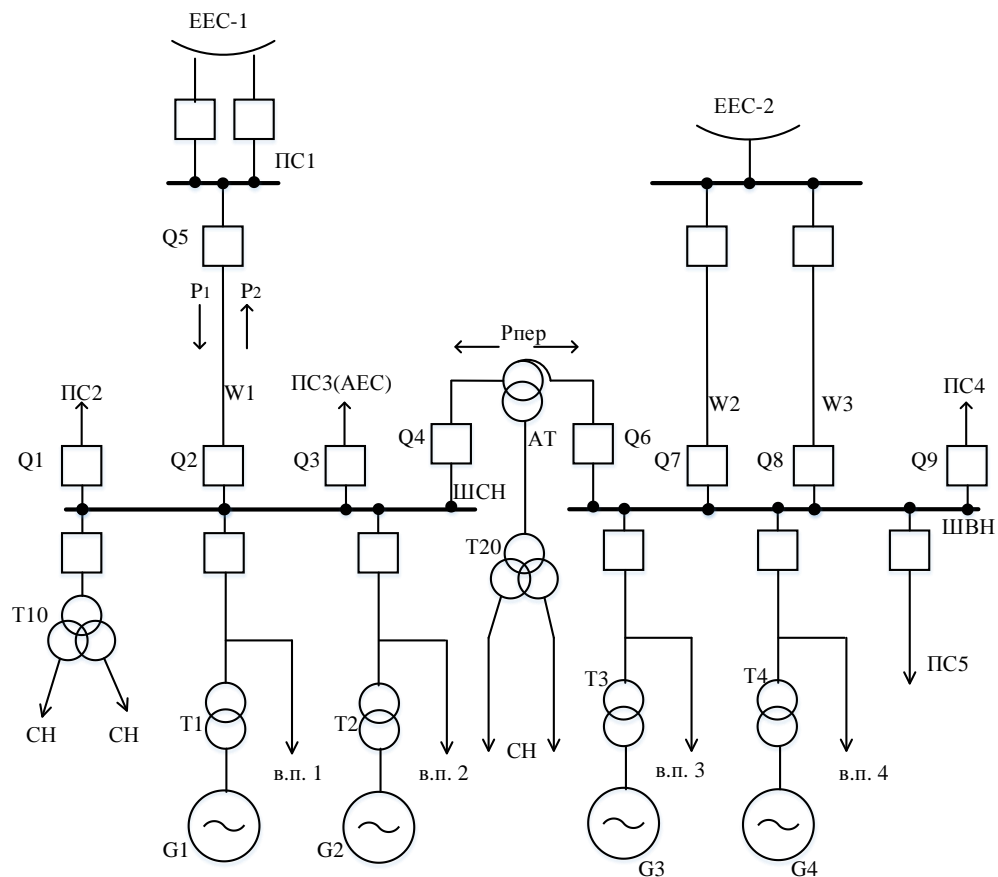 ЕЕС-1
ЕЕС-2
ПС1
Q5
P1 P2
Pпер
ПС2
W1
ПС3(АЕС)
W2
W3
ПС4
Q1
Q2
Q3
Q4
АТ
Q6
Q7
Q8
Q9
ШСН
ШВН
Т10
Т20
СН
СН
Т1
Т2
СН
Т3
Т4
ПС5
в.п. 1
в.п. 2
в.п. 3
в.п. 4
G1
G2
G3
G4